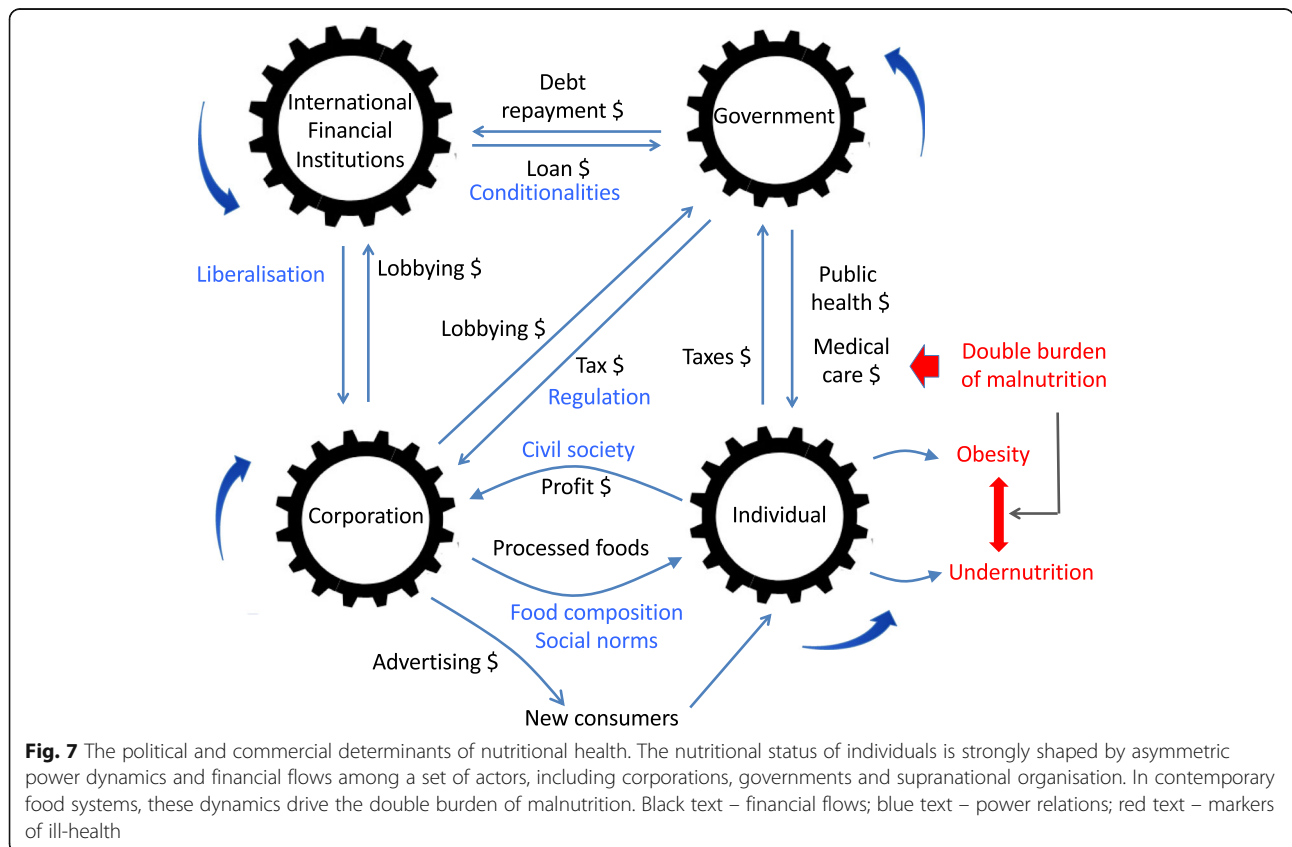 International
Financial
Institutions
Debt
repayment $
Loan $
Conditionalities
Government
Liberalisation
Lobbying $
Lobbying $
Tax $
Regulation
Taxes $
Public
health $
Medical
care $
Double burden
of malnutrition
Corporation
Civil society
Profit $
Processed foods
Food composition
Social norms
Individual
Obesity
Undernutrition
Advertising $
New consumers
Fig. 7 The political and commercial determinants of nutritional health. The nutritional status of individuals is strongly shaped by asymmetric
power dynamics and financial flows among a set of actors, including corporations, governments and supranational organisation. In contemporary
food systems, these dynamics drive the double burden of malnutrition. Black text – financial flows; blue text – power relations; red text – markers
of ill-health